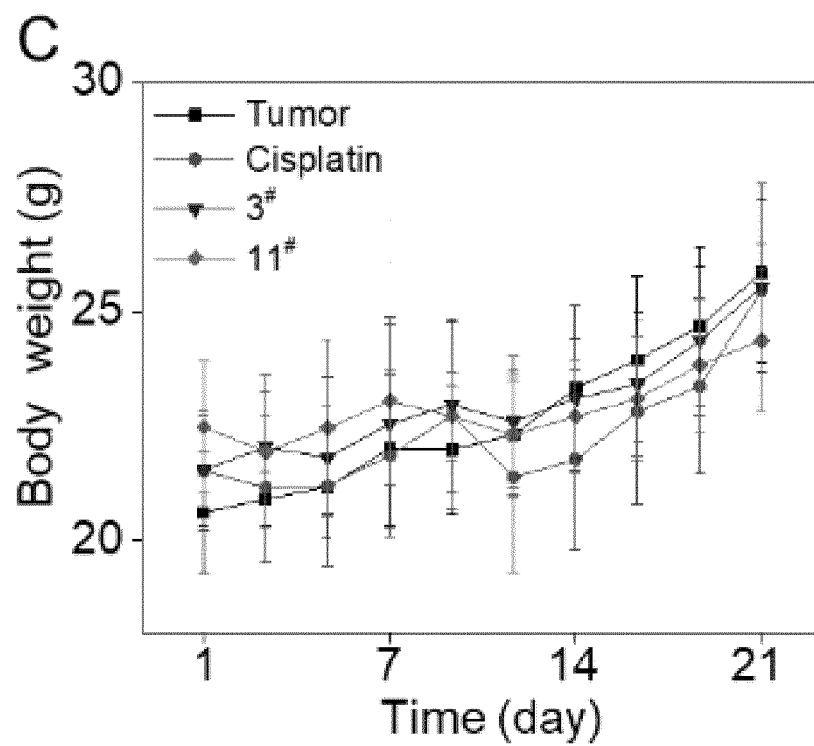 C
30
25
20
Body weight (g)
Tumor
Cisplatin
3#
11#
1 7 14 21
Time (day)